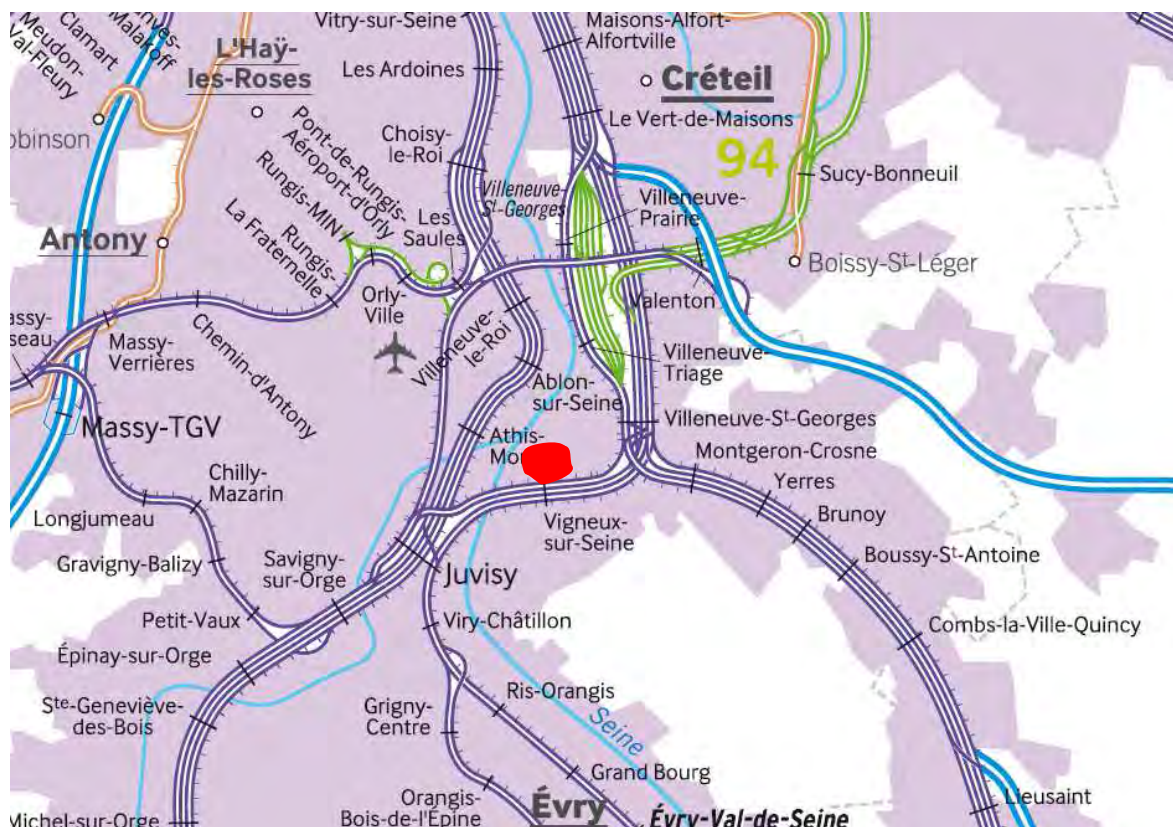 Vitry-sur-Seine
Maisons-Alfort-
Alfortville
Malakoff
Clamart
Meudon-
Val-Fleury
L'Haÿ-
les-Roses
Les Ardoines
Créteil
Le Vert-de-Maisons
94
Choisy-
le-Roi
Pont-de-Rungis-
Aéroport-d'Orly
Rungis-MIN
Rungis-
La Fraternelle
Villeneuve-
St-Georges
Villeneuve-
Prairie
Sucy-Bonneuil
Les
Saules
Antony
Boissy-St-Léger
Orly-
Ville
Valenton
Villeneuve-
le-Roi
Massy-
Verrières
Chemin-d'Antony
Villeneuve-
Triage
Ablon-
sur-Seine
Massy-TGV
Villeneuve-St-Georges
Athis-
Montgeron-Crosne
Chilly-
Mazarin
Yerres
Longjumeau
Vigneux-
sur-Seine
Brunoy
Gravigny-Balizy
Savigny-
sur-Orge
Juvisy
Boussy-St-Antoine
Petit-Vaux
Viry-Châtillon
Combs-la-Ville-Quincy
Épinay-sur-Orge
Ste-Geneviève-
des-Bois
Ris-Orangis
Grigny-
Centre
Seine
Grand Bourg
Orangis-
Bois-de-l'Épine
Évry
Évry-Val-de-Seine
Lieusaint
Michel-sur-Orge